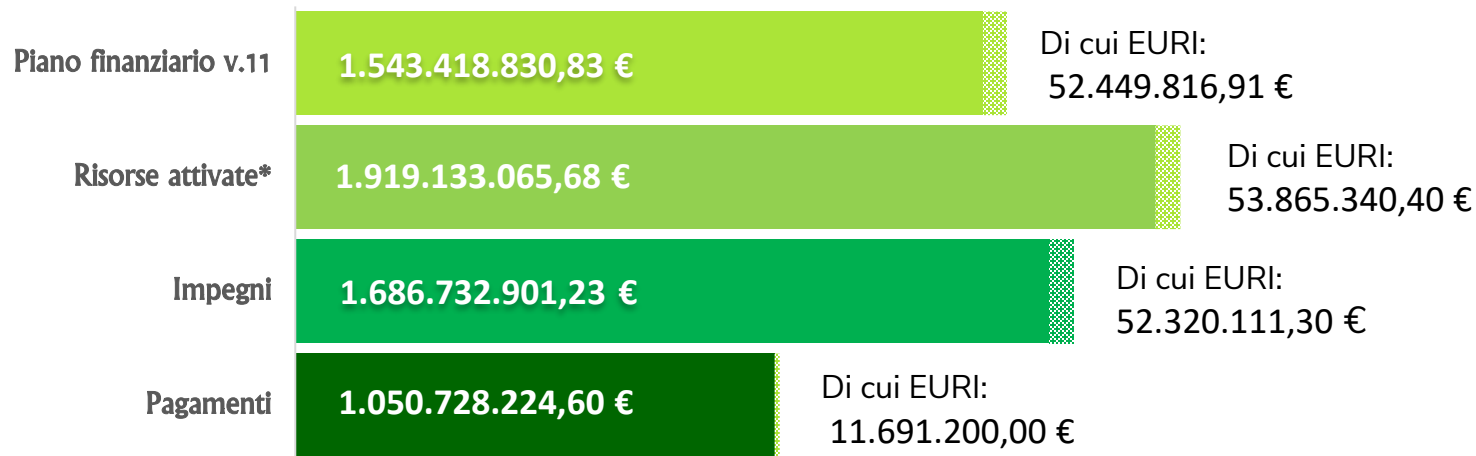 Piano finanziario v.11
1.543.418.830,83 €
Di cui EURI:
52.449.816,91 €
Risorse attivate*
1.919.133.065,68 €
Di cui EURI:
53.865.340,40 €
Impegni
1.686.732.901,23 €
Di cui EURI:
52.320.111,30 €
Pagamenti
1.050.728.224,60 €
Di cui EURI:
11.691.200,00 €